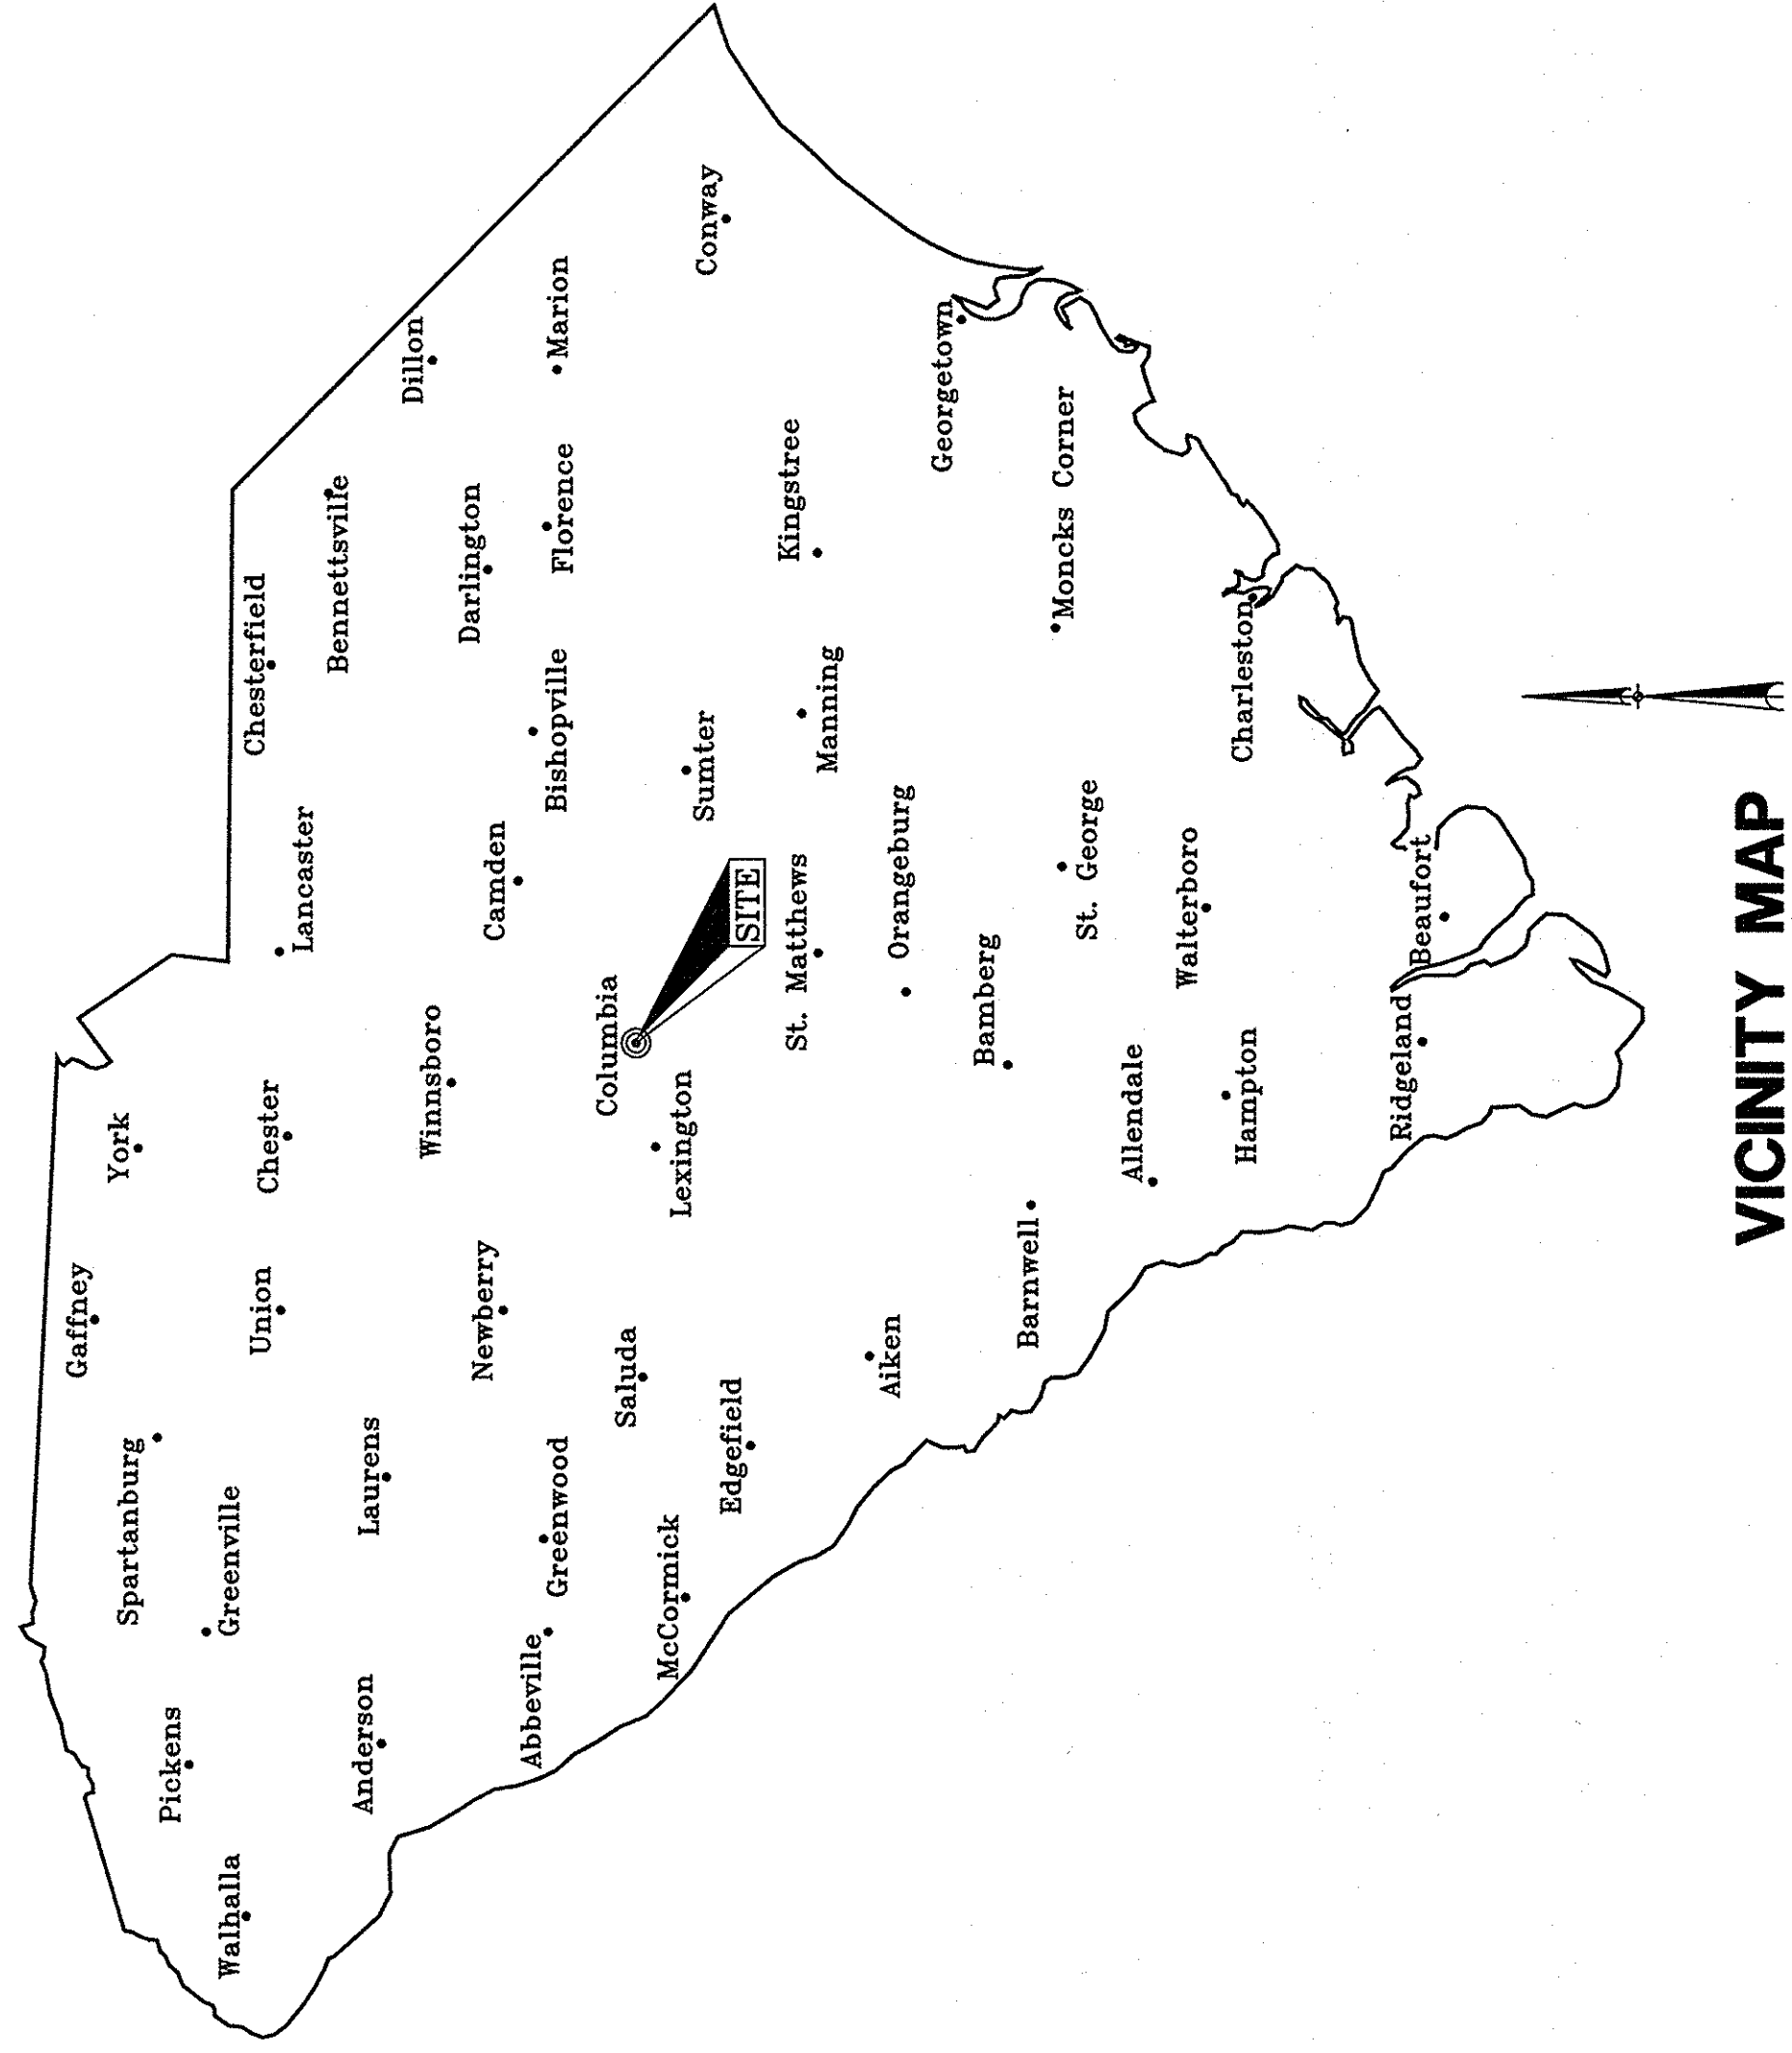 Gaffney
York
Spartanburg
Pickens
Greenville
Walhalla
Union
Chester
Chesterfield
Lancaster
Bennettsville
Anderson
Laurens
Dillon
Winnsboro
Darlington
Newberry
Camden
Abbeville
Greenwood
Bishopville
Florence
Marion
Columbia
Saluda
McCormick
Lexington
Sumter
Conway
Edgefield
SITE
St. Matthews
Kingstree
Manning
Aiken
Orangeburg
Georgetown
Bamberg
Barnwell
Moncks Corner
St. George
Allendale
Walterboro
Hampton
Charleston
Ridgeland
Beaufort
VICINITY MAP